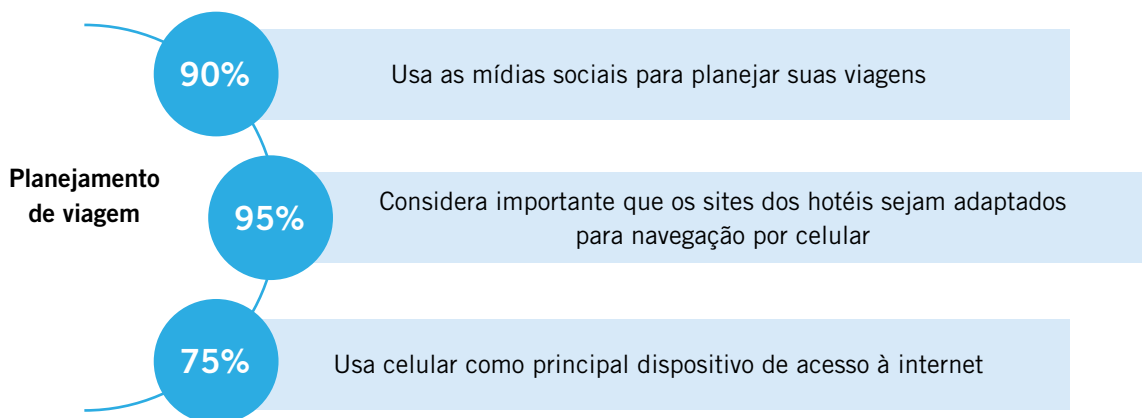 90%
Usa as mídias sociais para planejar suas viagens
Planejamento
de viagem
95%
Considera importante que os sites dos hotéis sejam adaptados
para navegação por celular
75%
Usa celular como principal dispositivo de acesso à internet